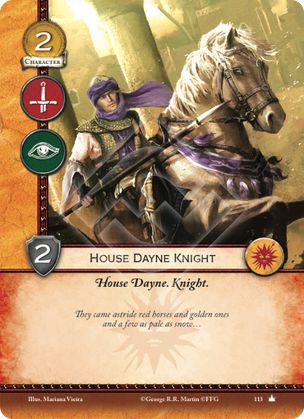 2
CHARACTER
2
HOUSE DAYNE KNIGHT
House Dayne. Knight.
They came astride red horses and golden ones
and a few as pale as snow…
Illus. Mariana Vieira ©George R.R. Martin ©FFG 113